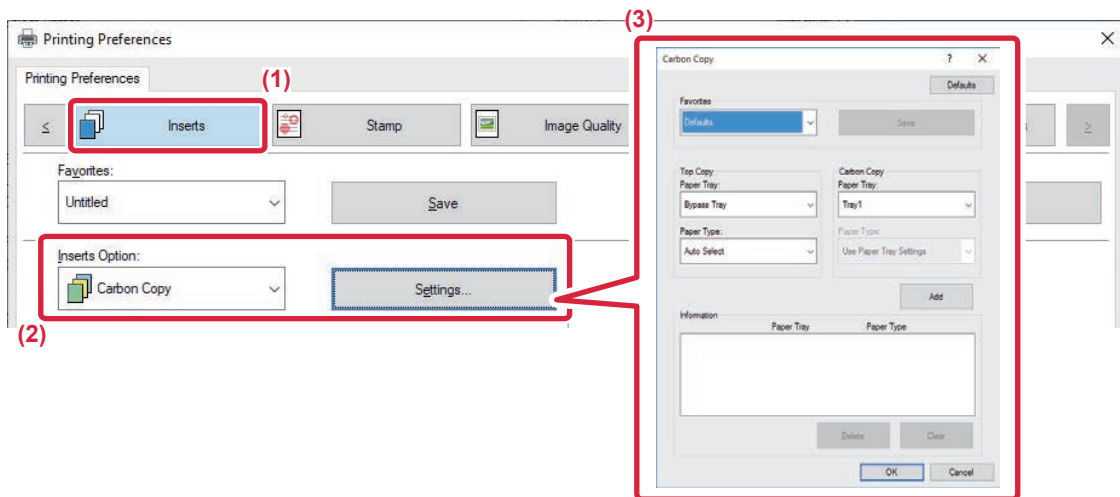 (3)
Printing Preferences
Printing Preferences
(1)
<
Inserts
Stamp
Image Quality
>
Favorites:
Untitled
Save
Inserts Option:
Carbon Copy
Settings...
(2)
Carbon Copy
?
Defaults
Favorites
Defaults
Save
Top Copy
Carbon Copy
Paper Tray:
Paper Tray:
Bypass Tray
Tray1
Paper Type:
Paper Type:
Auto Select
Use Paper Tray Settings
Add
Information
Paper Tray
Paper Type
Delete
Clear
OK
Cancel